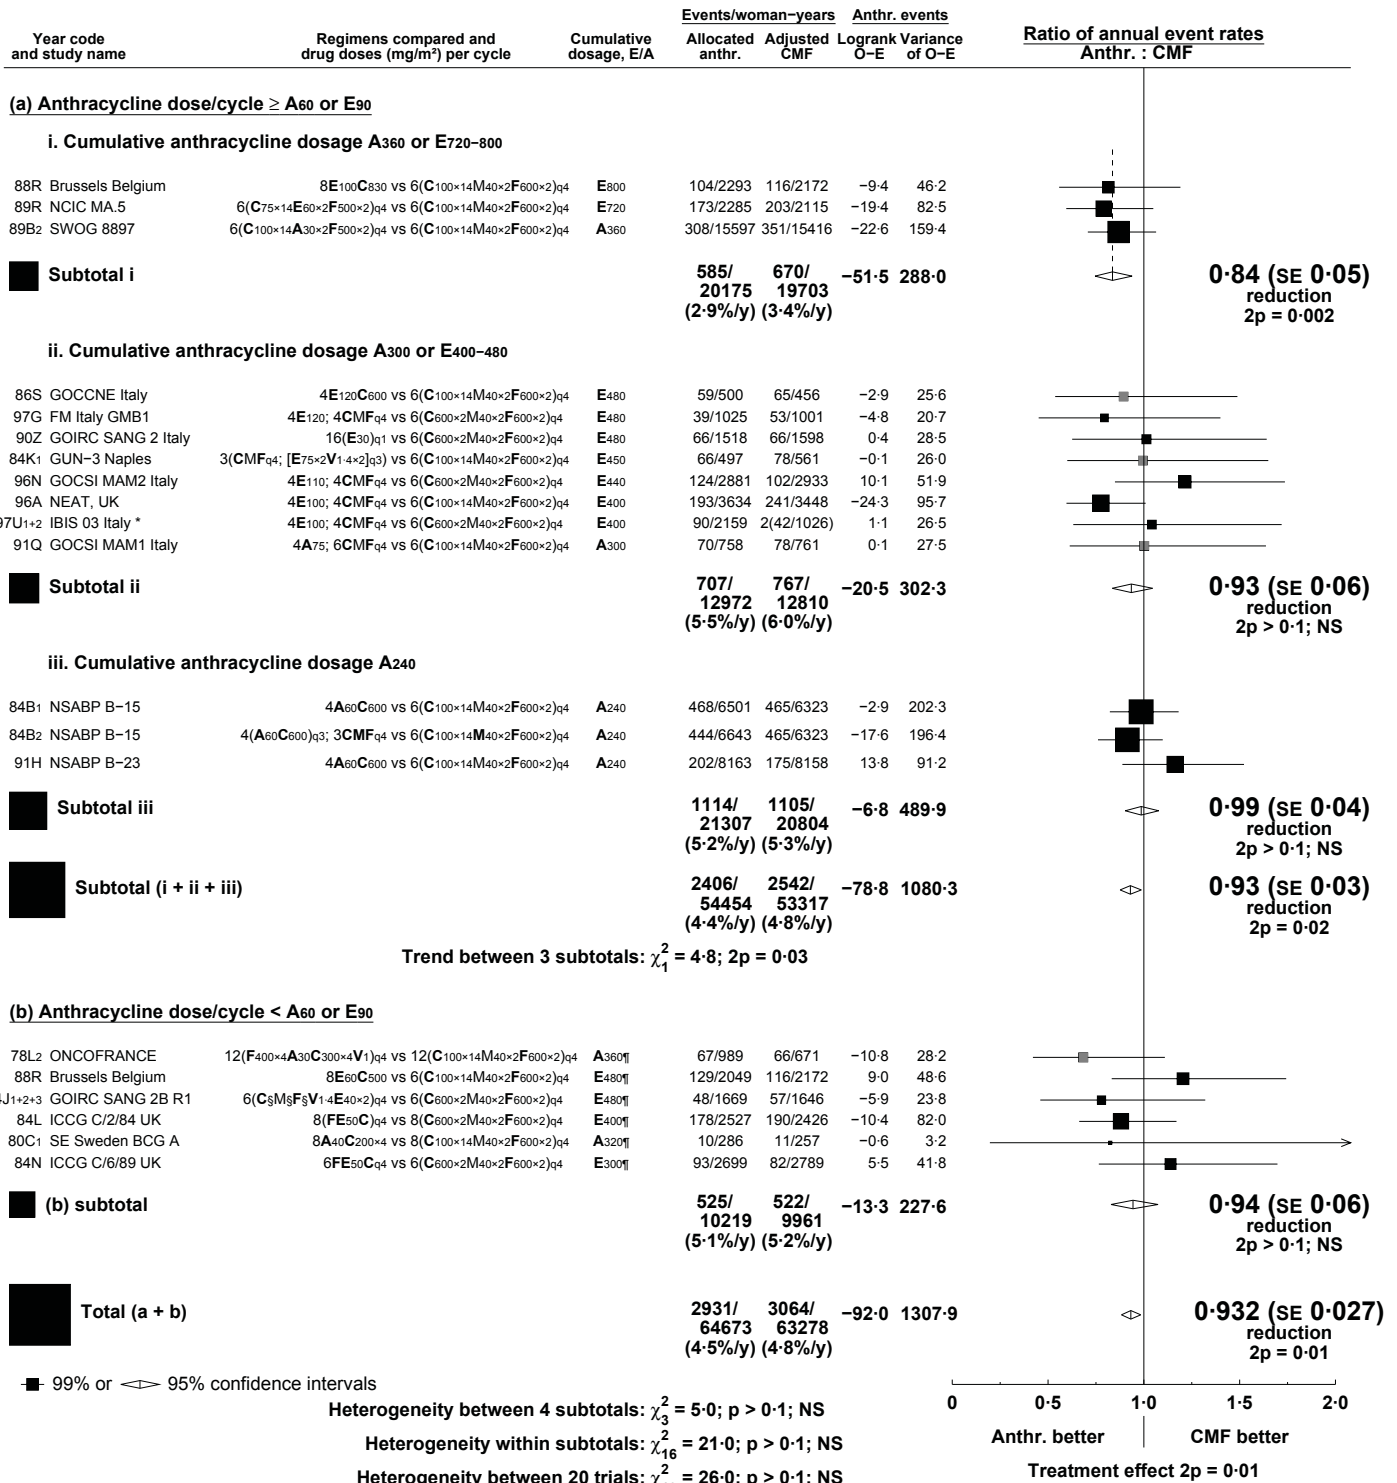 Events/woman−years Anthr. events
Year code and study name Regimens compared and drug doses (mg/m²) per cycle Cumulative dosage, E/A Allocated anthr. Adjusted CMF Logrank O−E Variance of O−E Ratio of annual event rates Anthr. : CMF
(a) Anthracycline dose/cycle ≥ A60 or E90
i. Cumulative anthracycline dosage A360 or E720−800
88R Brussels Belgium 8E100C830 vs 6(C100×14M40×2F600×2)q4 E800 104/2293 116/2172 −9·4 46·2
89R NCIC MA.5 6(C75×14E60×2F500×2)q4 vs 6(C100×14M40×2F600×2)q4 E720 173/2285 203/2115 −19·4 82·5
89B2 SWOG 8897 6(C100×14A30×2F500×2)q4 vs 6(C100×14M40×2F600×2)q4 A360 308/15597 351/15416 −22·6 159·4
Subtotal i 585/ 670/ −51·5 288·0 0·84 (SE 0·05)
20175 19703 reduction
(2·9%/y) (3·4%/y) 2p = 0·002
ii. Cumulative anthracycline dosage A300 or E400−480
86S GOCCNE Italy 4E120C600 vs 6(C100×14M40×2F600×2)q4 E480 59/500 65/456 −2·9 25·6
97G FM Italy GMB1 4E120; 4CMFq4 vs 6(C600×2M40×2F600×2)q4 E480 39/1025 53/1001 −4·8 20·7
90Z GOIRC SANG 2 Italy 16(E30)q1 vs 6(C600×2M40×2F600×2)q4 E480 66/1518 66/1598 0·4 28·5
84K1 GUN−3 Naples 3(CMFq4; [E75×2V1·4×2]q3) vs 6(C100×14M40×2F600×2)q4 E450 66/497 78/561 −0·1 26·0
96N GOCSI MAM2 Italy 4E110; 4CMFq4 vs 6(C600×2M40×2F600×2)q4 E440 124/2881 102/2933 10·1 51·9
96A NEAT, UK 4E100; 4CMFq4 vs 6(C100×14M40×2F600×2)q4 E400 193/3634 241/3448 −24·3 95·7
97U1+2 IBIS 03 Italy * 4E100; 4CMFq4 vs 6(C600×2M40×2F600×2)q4 E400 90/2159 2(42/1026) 1·1 26·5
91Q GOCSI MAM1 Italy 4A75; 6CMFq4 vs 6(C100×14M40×2F600×2)q4 A300 70/758 78/761 0·1 27·5
Subtotal ii 707/ 767/ −20·5 302·3 0·93 (SE 0·06)
12972 12810 reduction
(5·5%/y) (6·0%/y) 2p > 0·1; NS
iii. Cumulative anthracycline dosage A240
84B1 NSABP B−15 4A60C600 vs 6(C100×14M40×2F600×2)q4 A240 468/6501 465/6323 −2·9 202·3
84B2 NSABP B−15 4(A60C600)q3; 3CMFq4 vs 6(C100×14M40×2F600×2)q4 A240 444/6643 465/6323 −17·6 196·4
91H NSABP B−23 4A60C600 vs 6(C100×14M40×2F600×2)q4 A240 202/8163 175/8158 13·8 91·2
Subtotal iii 1114/ 1105/ −6·8 489·9 0·99 (SE 0·04)
21307 20804 reduction
(5·2%/y) (5·3%/y) 2p > 0·1; NS
Subtotal (i + ii + iii) 2406/ 2542/ −78·8 1080·3 0·93 (SE 0·03)
54454 53317 reduction
(4·4%/y) (4·8%/y) 2p = 0·02
Trend between 3 subtotals: χ²₁ = 4·8; 2p = 0·03
(b) Anthracycline dose/cycle < A60 or E90
78L2 ONCOFRANCE 12(F400×4A30C300×4V1)q4 vs 12(C100×14M40×2F600×2)q4 A360¶ 67/989 66/671 −10·8 28·2
88R Brussels Belgium 8E60C500 vs 6(C100×14M40×2F600×2)q4 E480¶ 129/2049 116/2172 9·0 48·6
J1+2+3 GOIRC SANG 2B R1 6(C§M§F§V1·4E40×2)q4 vs 6(C600×2M40×2F600×2)q4 E480¶ 48/1669 57/1646 −5·9 23·8
84L ICCG C/2/84 UK 8(FE50C)q4 vs 8(C600×2M40×2F600×2)q4 E400¶ 178/2527 190/2426 −10·4 82·0
80C1 SE Sweden BCG A 8A40C200×4 vs 8(C100×14M40×2F600×2)q4 A320¶ 10/286 11/257 −0·6 3·2
84N ICCG C/6/89 UK 6FE50Cq4 vs 6(C600×2M40×2F600×2)q4 E300¶ 93/2699 82/2789 5·5 41·8
(b) subtotal 525/ 522/ −13·3 227·6 0·94 (SE 0·06)
10219 9961 reduction
(5·1%/y) (5·2%/y) 2p > 0·1; NS
Total (a + b) 2931/ 3064/ −92·0 1307·9 0·932 (SE 0·027)
64673 63278 reduction
(4·5%/y) (4·8%/y) 2p = 0·01
99% or 95% confidence intervals
0 0·5 1·0 1·5 2·0
Heterogeneity between 4 subtotals: χ²₃ = 5·0; p > 0·1; NS
Anthr. better CMF better
Heterogeneity within subtotals: χ²₁₆ = 21·0; p > 0·1; NS
Treatment effect 2p = 0·01
Heterogeneity between 20 trials: χ² = 26·0; p > 0·1; NS